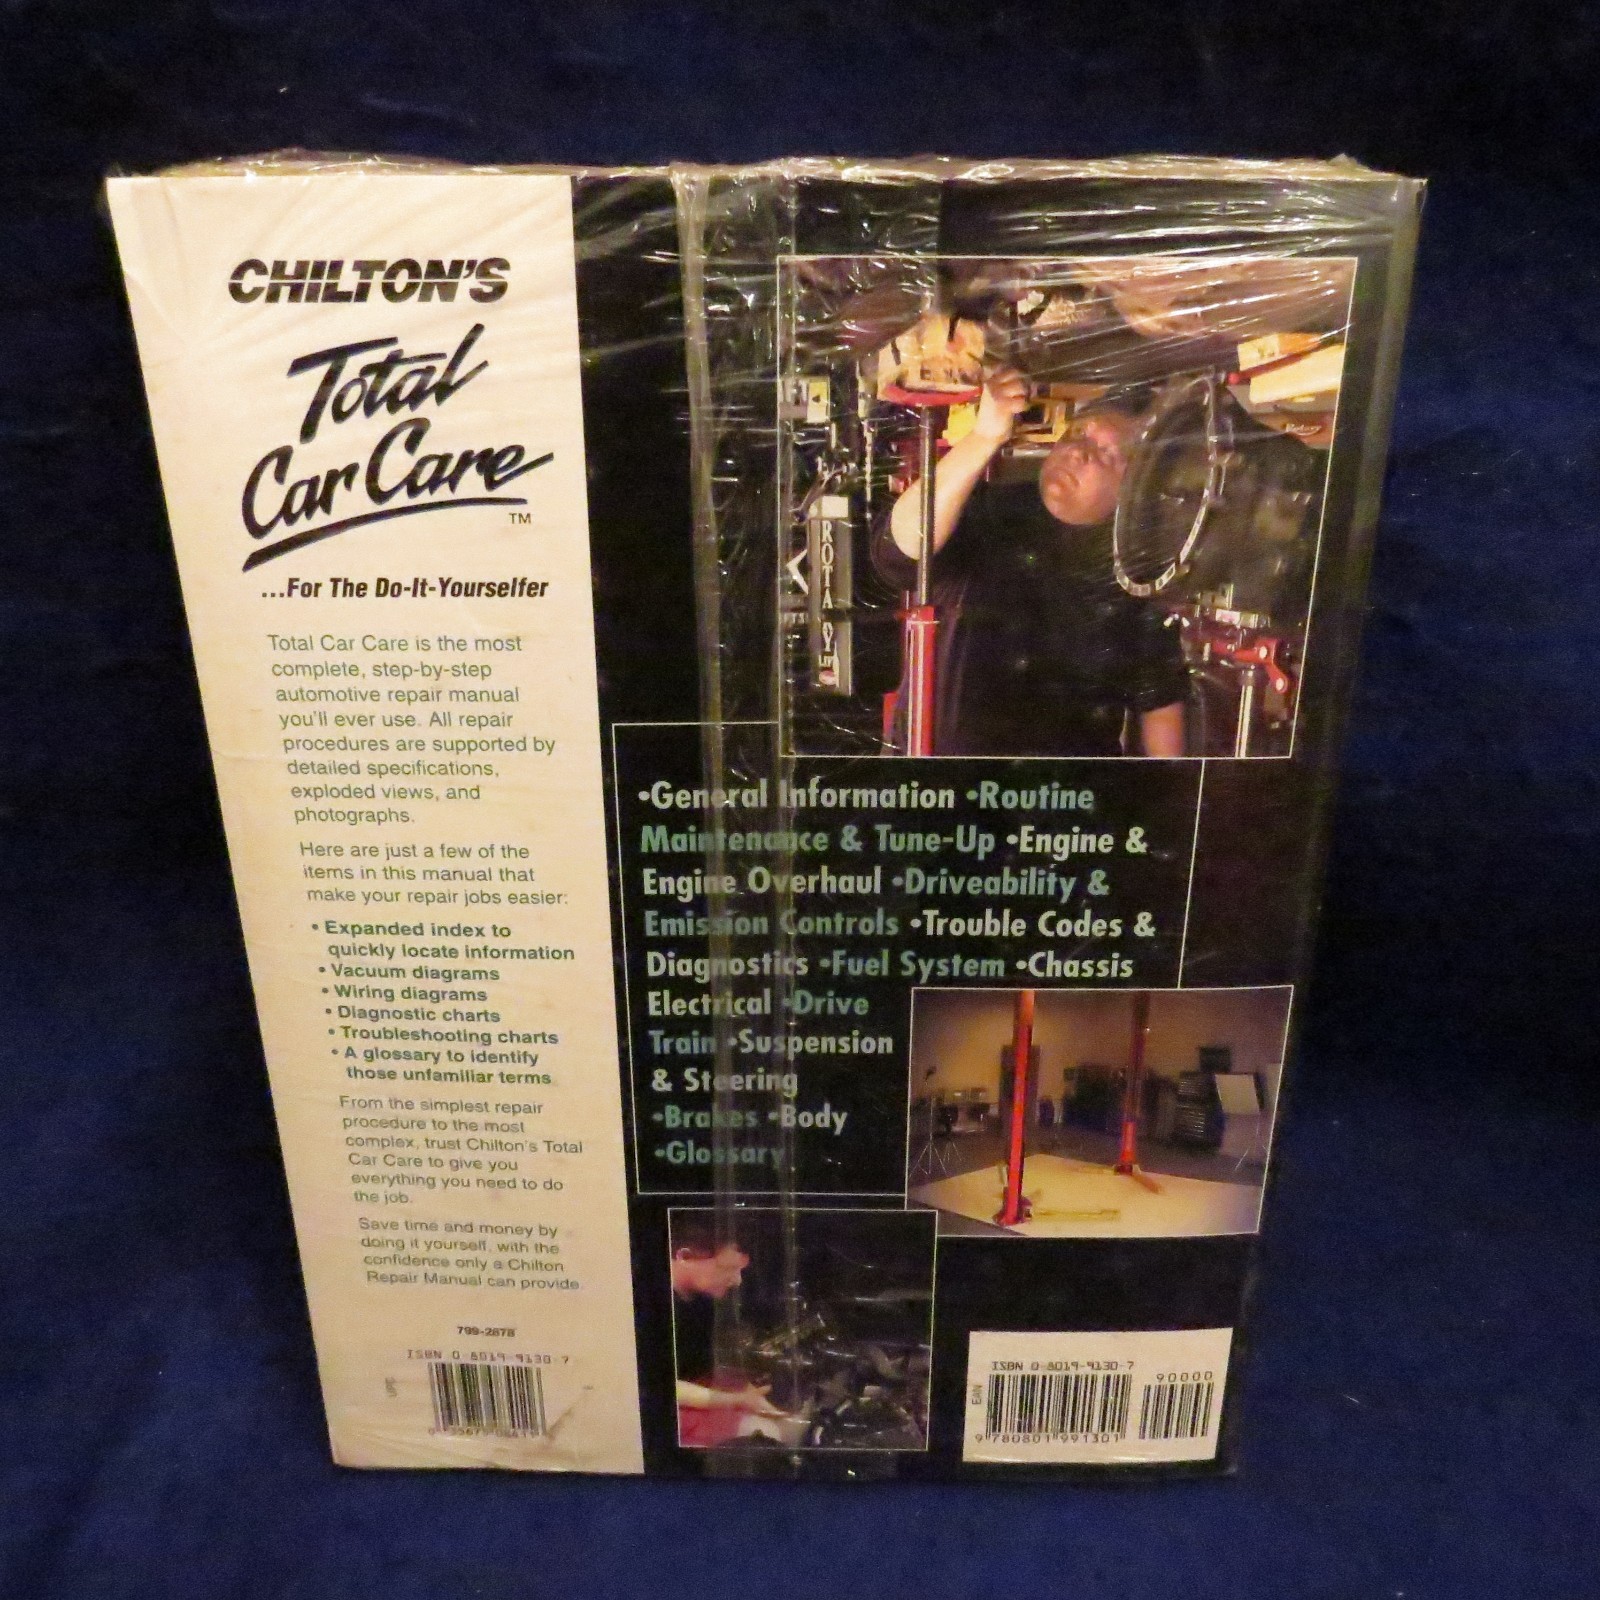 CHILTON'S
Total
Car Care
TM
...For The Do-It-Yourselfer
Total Car Care is the most
complete, step-by-step
automotive repair manual
you'll ever use. All repair
procedures are supported by
detailed specifications,
exploded views, and
photographs.
Here are just a few of the
items in this manual that
make your repair jobs easier:
• Expanded index to
quickly locate information
• Vacuum diagrams
• Wiring diagrams
• Diagnostic charts
• Troubleshooting charts
• A glossary to identify
those unfamiliar terms
From the simplest repair
procedure to the most
complex, trust Chilton's Total
Car Care to give you
everything you need to do
the job.
Save time and money by
doing it yourself, with the
confidence only a Chilton
Repair Manual can provide.
799-2878
ISBN 0-8019-9130-7
UPC
ROTARY
•General Information •Routine
Maintenance & Tune-Up •Engine &
Engine Overhaul •Driveability &
Emission Controls •Trouble Codes &
Diagnostics •Fuel System •Chassis
Electrical •Drive
Train •Suspension
& Steering
•Brakes •Body
•Glossary
ISBN 0-8019-9130-7
90000
EAN
9 780801 991301